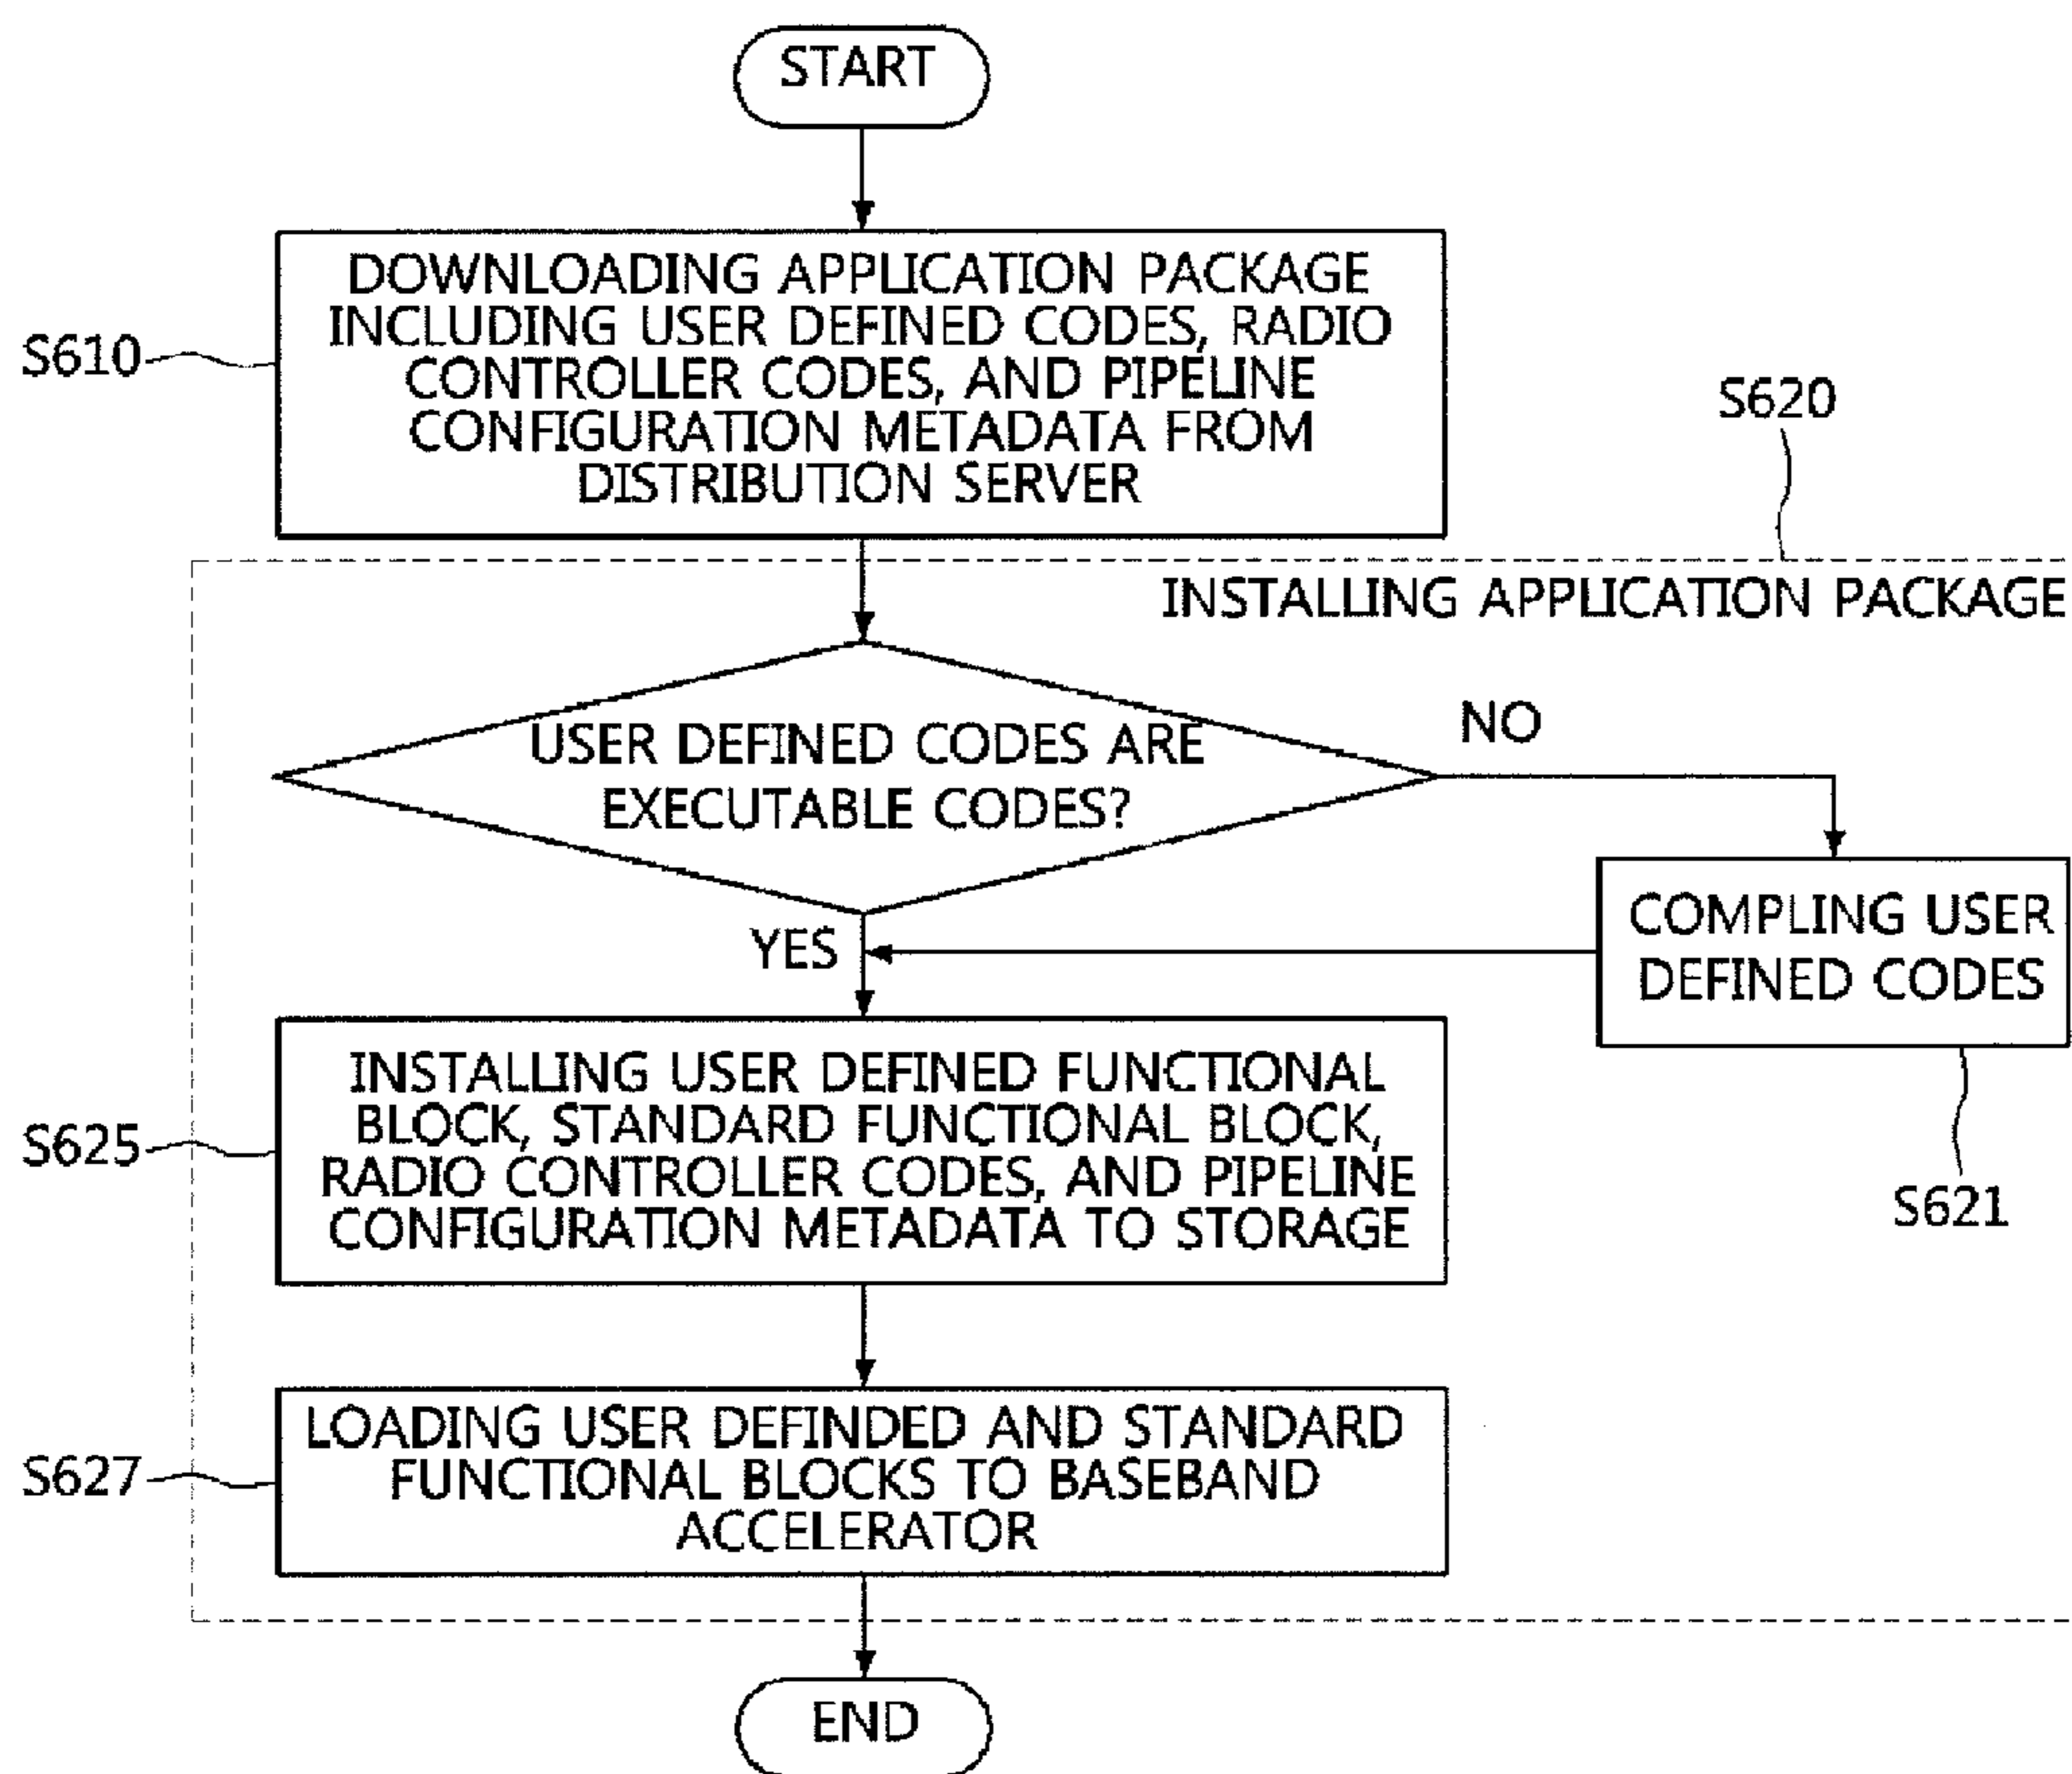 START
DOWNLOADING APPLICATION PACKAGE
INCLUDING USER DEFINED CODES, RADIO
CONTROLLER CODES, AND PIPELINE
CONFIGURATION METADATA FROM
DISTRIBUTION SERVER
S610
S620
INSTALLING APPLICATION PACKAGE
USER DEFINED CODES ARE
EXECUTABLE CODES?
NO
YES
COMPLING USER
DEFINED CODES
S621
INSTALLING USER DEFINED FUNCTIONAL
BLOCK, STANDARD FUNCTIONAL BLOCK,
RADIO CONTROLLER CODES, AND PIPELINE
CONFIGURATION METADATA TO STORAGE
S625
LOADING USER DEFINDED AND STANDARD
FUNCTIONAL BLOCKS TO BASEBAND
ACCELERATOR
S627
END